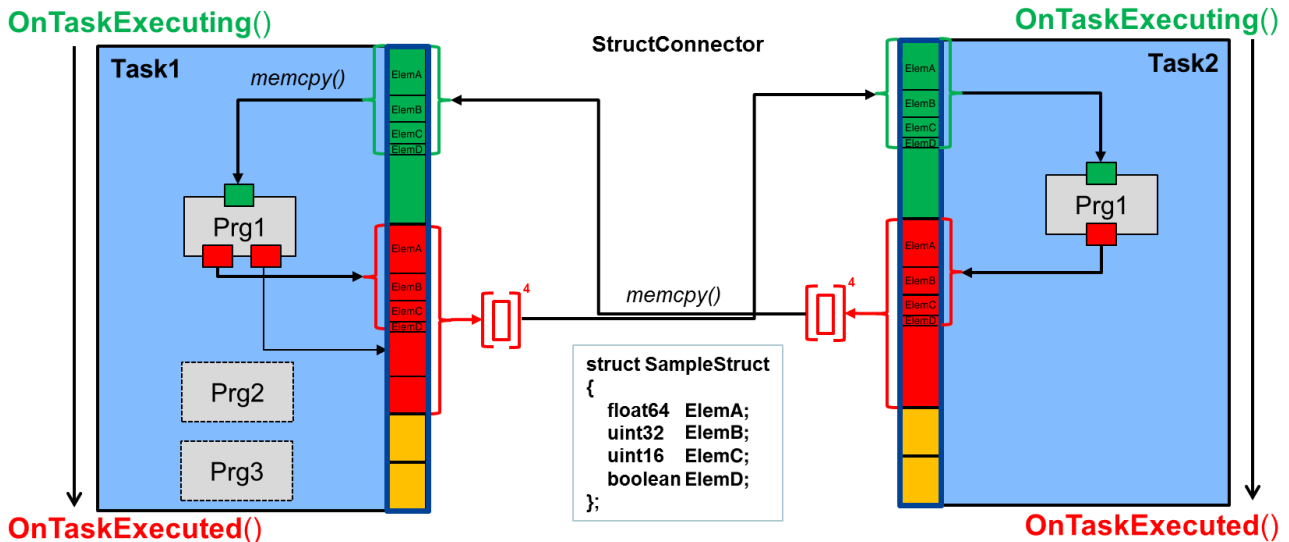 OnTaskExecuting()
OnTaskExecuting()
StructConnector
Task1
memcpy()
ElemA
ElemB
ElemC
ElemD
Prg1
ElemA
ElemB
ElemC
ElemD
4
Prg2
Prg3
memcpy()
4
struct SampleStruct
{
float64 ElemA;
uint32 ElemB;
uint16 ElemC;
boolean ElemD;
};
Task2
ElemA
ElemB
ElemC
ElemD
Prg1
ElemA
ElemB
ElemC
ElemD
OnTaskExecuted()
OnTaskExecuted()